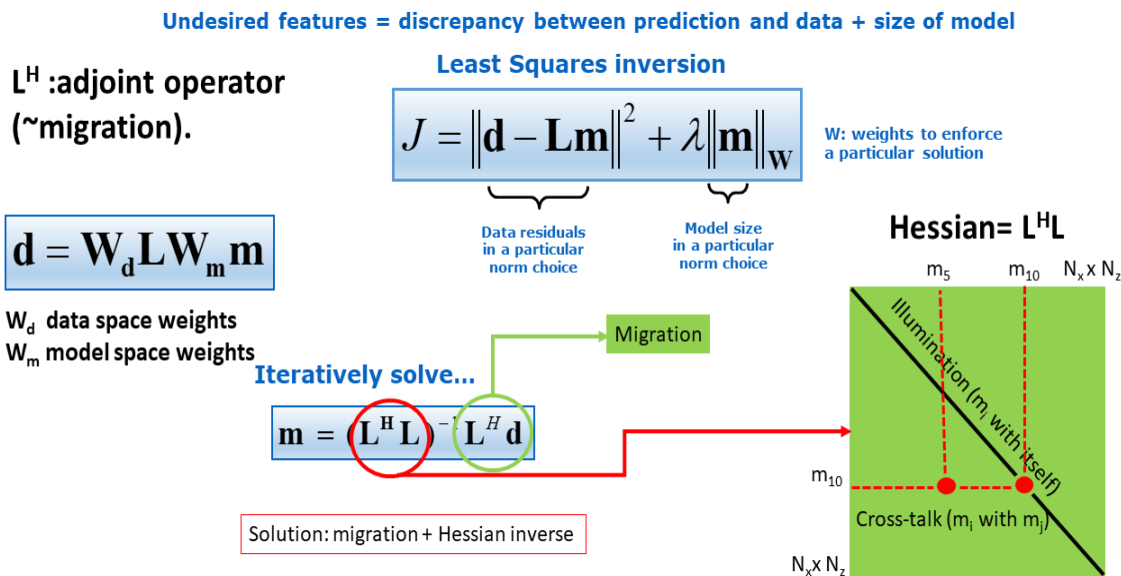 Undesired features = discrepancy between prediction and data + size of model
L^H :adjoint operator
(~migration).
Least Squares inversion
J = ‖d − Lm‖² + λ‖m‖_W
W: weights to enforce
a particular solution
Data residuals
in a particular
norm choice
Model size
in a particular
norm choice
d = W_d L W_m m
W_d data space weights
W_m model space weights
Iteratively solve...
Migration
m = (L^H L)^{-1} L^H d
Solution: migration + Hessian inverse
Hessian= L^H L
m_5 m_10 N_x x N_z
Illumination (m_i with itself)
m_10
Cross-talk (m_i with m_j)
N_x x N_z